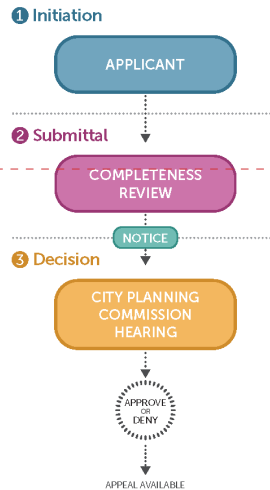 1 Initiation
APPLICANT
2 Submittal
COMPLETENESS
REVIEW
NOTICE
3 Decision
CITY PLANNING
COMMISSION
HEARING
APPROVE
OR
DENY
APPEAL AVAILABLE